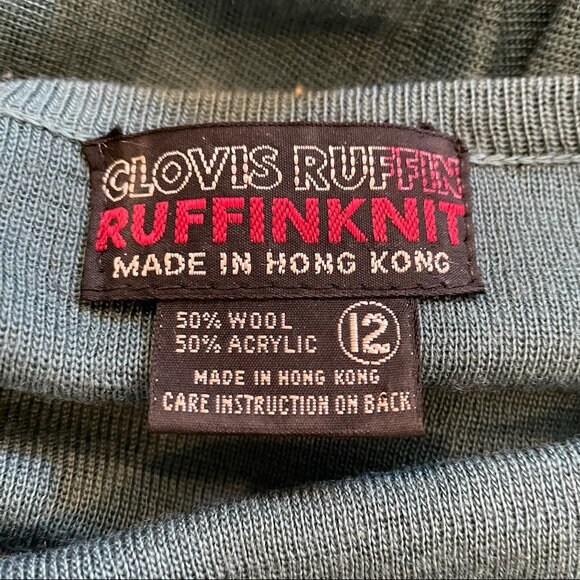 CLOVIS RUFFIN
RUFFINKNIT
MADE IN HONG KONG
50% WOOL
50% ACRYLIC
12
MADE IN HONG KONG
CARE INSTRUCTION ON BACK